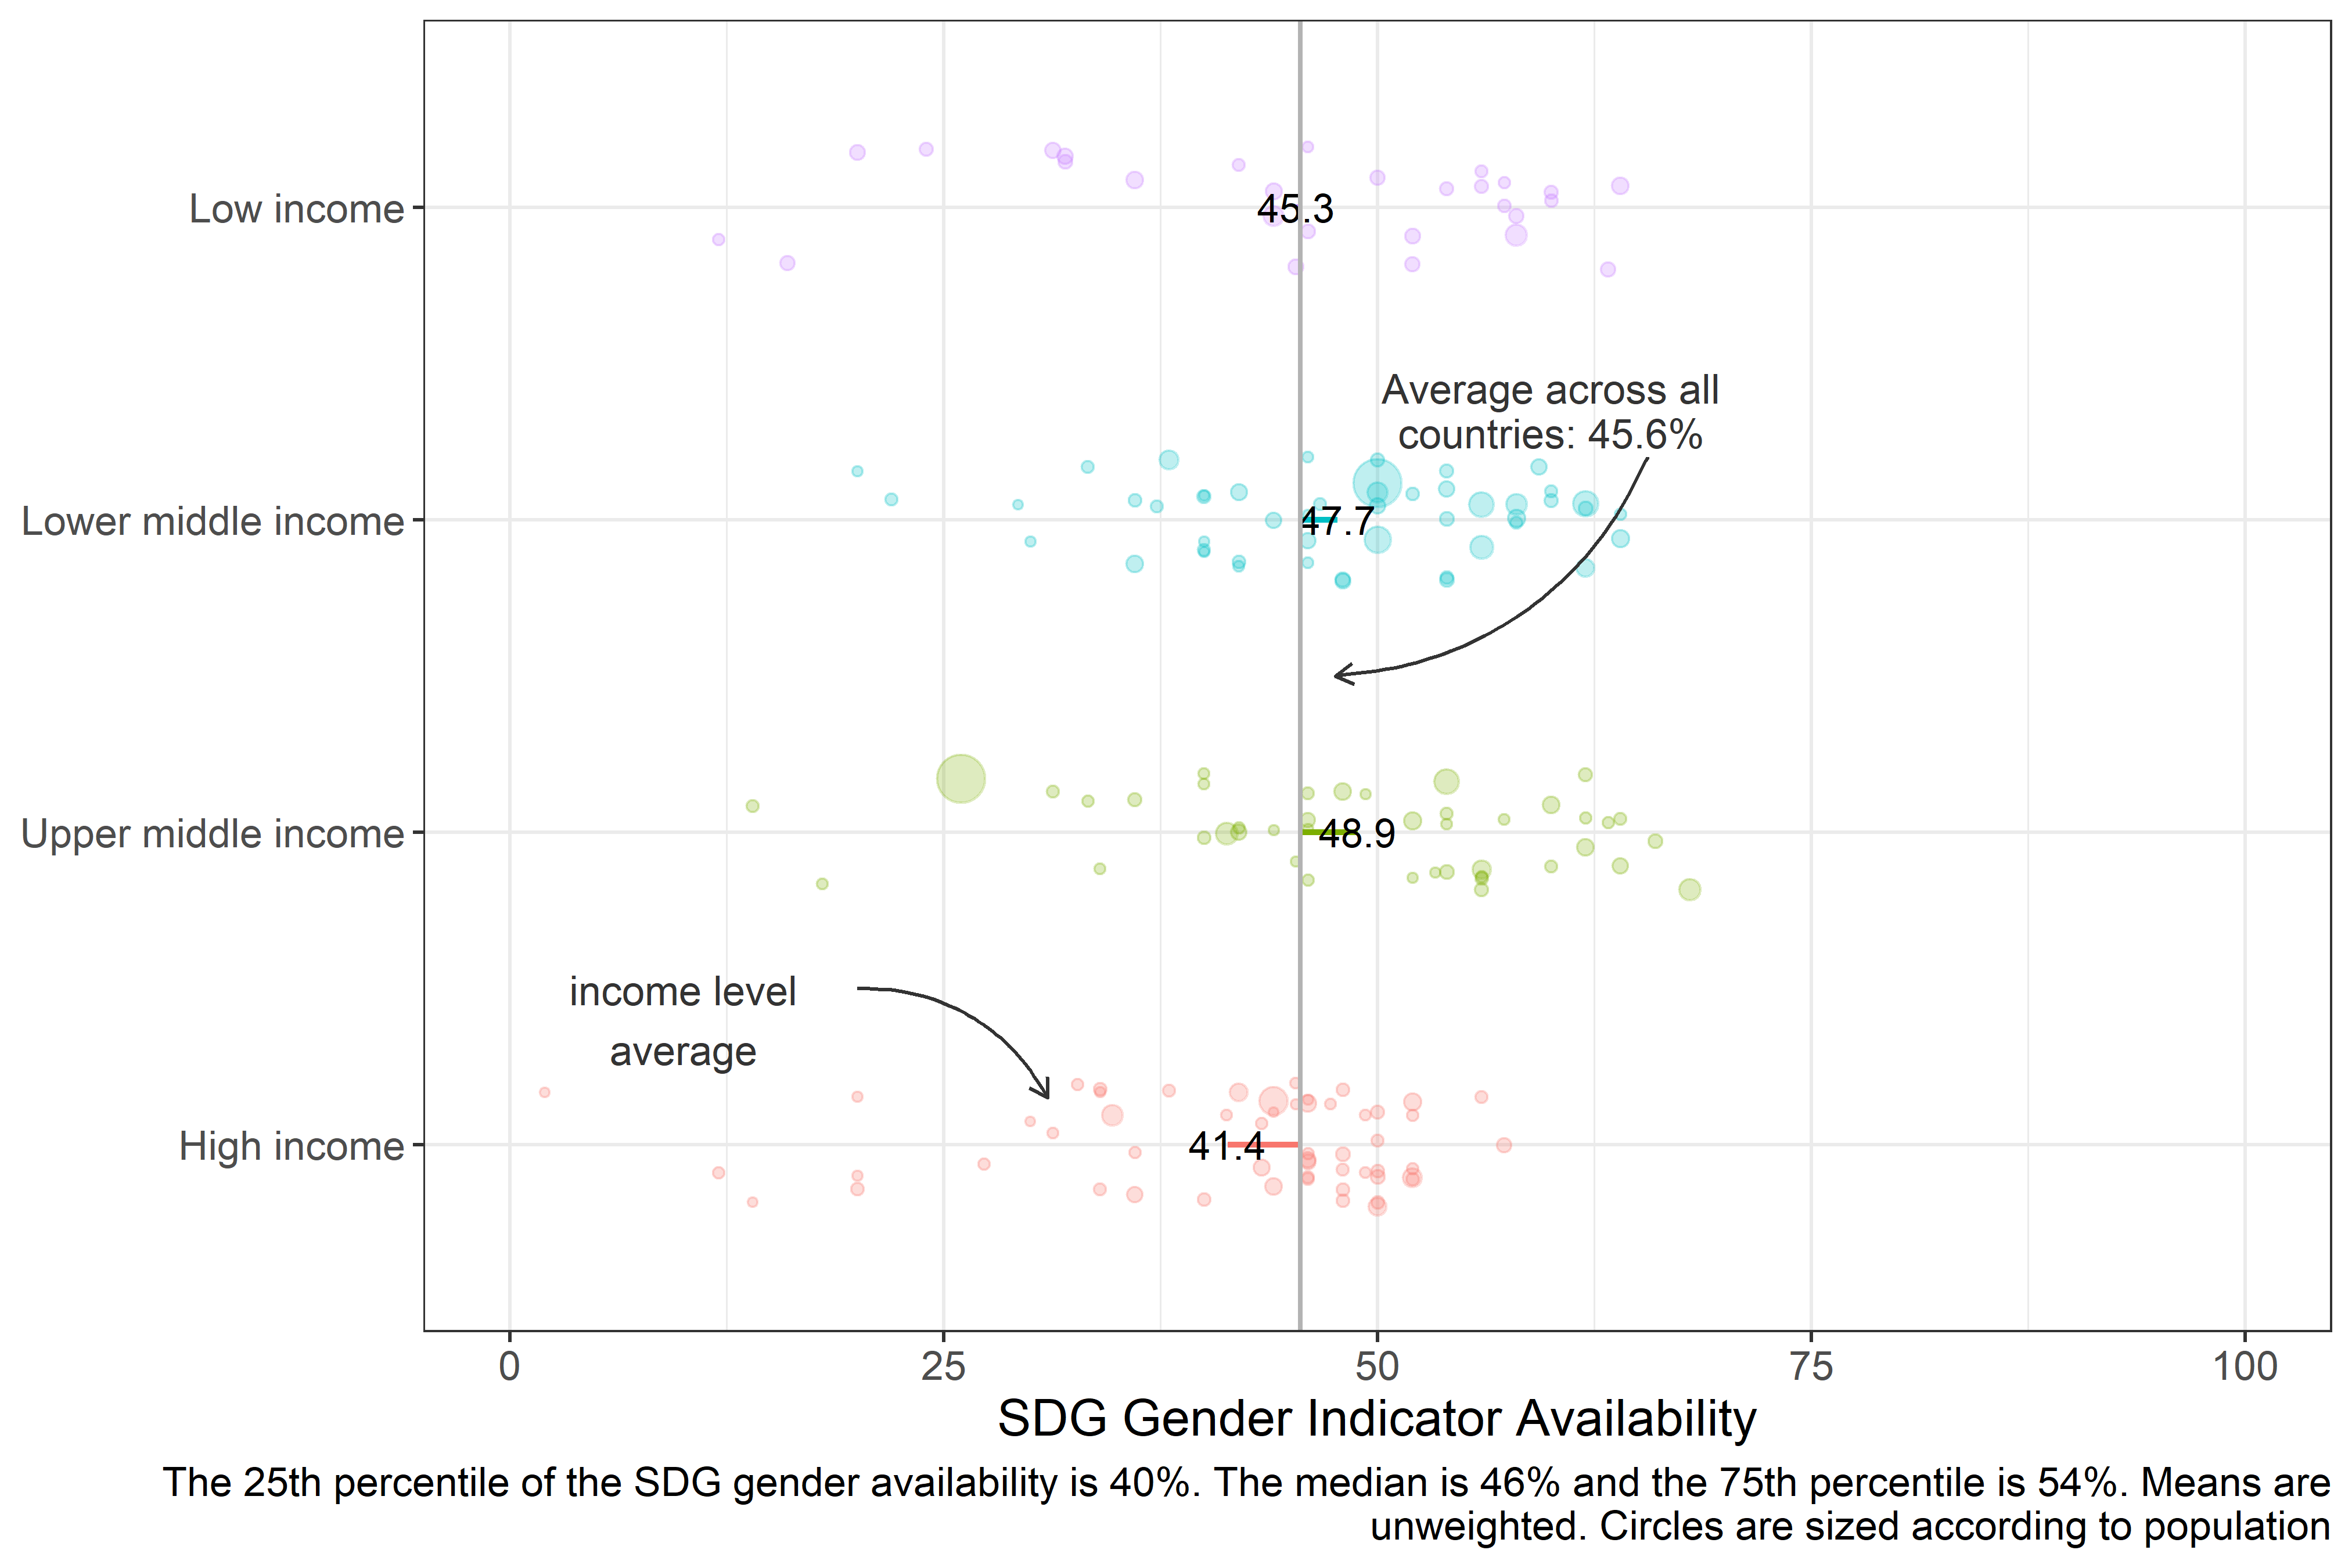 Low income
45.3
Average across all
countries: 45.6%
Lower middle income
47.7
Upper middle income
48.9
income level
average
High income
41.4
0 25 50 75 100
SDG Gender Indicator Availability
The 25th percentile of the SDG gender availability is 40%. The median is 46% and the 75th percentile is 54%. Means are
unweighted. Circles are sized according to population